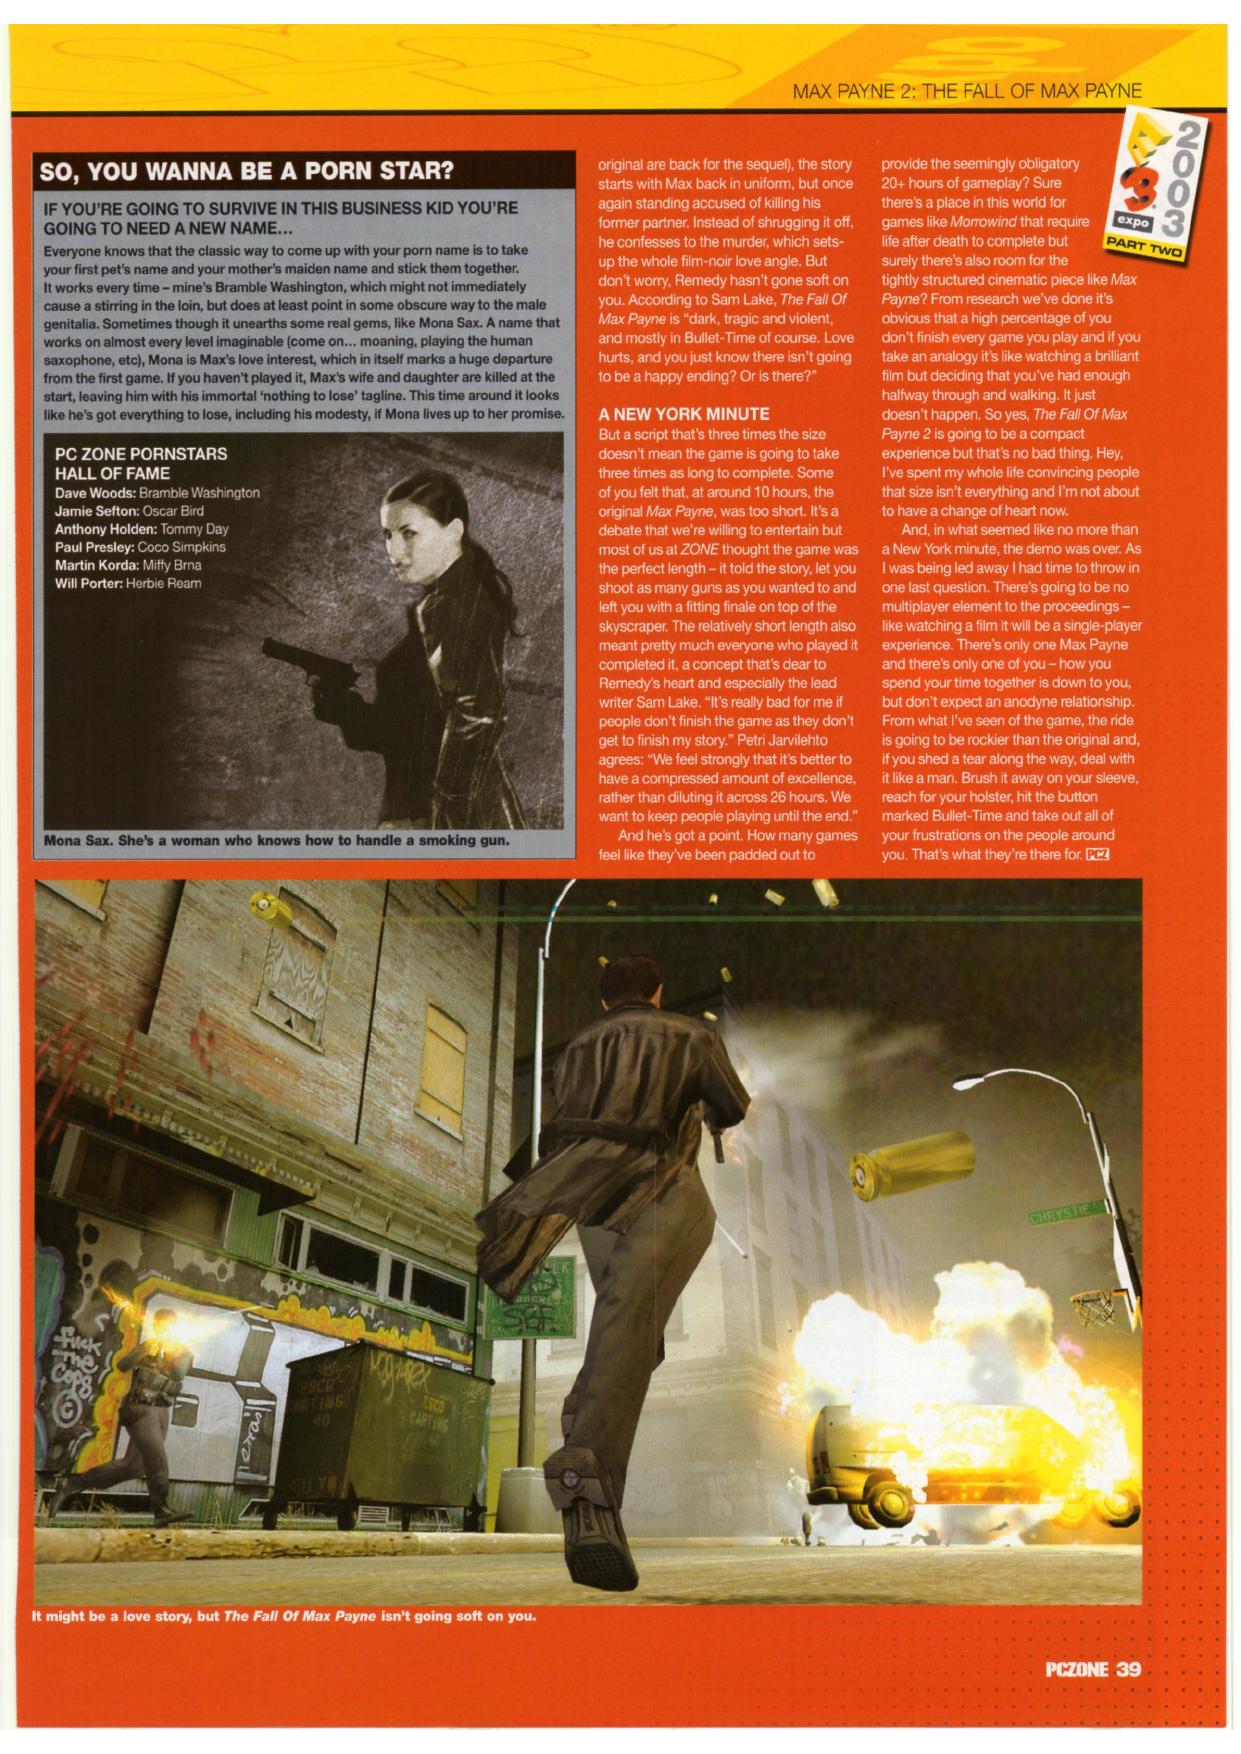 MAX PAYNE 2: THE FALL OF MAX PAYNE
E3
expo
2003
PART TWO
SO, YOU WANNA BE A PORN STAR?
IF YOU'RE GOING TO SURVIVE IN THIS BUSINESS KID YOU'RE
GOING TO NEED A NEW NAME...
Everyone knows that the classic way to come up with your porn name is to take
your first pet's name and your mother's maiden name and stick them together.
It works every time – mine's Bramble Washington, which might not immediately
cause a stirring in the loin, but does at least point in some obscure way to the male
genitalia. Sometimes though it unearths some real gems, like Mona Sax. A name that
works on almost every level imaginable (come on... moaning, playing the human
saxophone, etc), Mona is Max's love interest, which in itself marks a huge departure
from the first game. If you haven't played it, Max's wife and daughter are killed at the
start, leaving him with his immortal 'nothing to lose' tagline. This time around it looks
like he's got everything to lose, including his modesty, if Mona lives up to her promise.
PC ZONE PORNSTARS
HALL OF FAME
Dave Woods: Bramble Washington
Jamie Sefton: Oscar Bird
Anthony Holden: Tommy Day
Paul Presley: Coco Simpkins
Martin Korda: Miffy Brna
Will Porter: Herbie Ream
Mona Sax. She's a woman who knows how to handle a smoking gun.
original are back for the sequel), the story
starts with Max back in uniform, but once
again standing accused of killing his
former partner. Instead of shrugging it off,
he confesses to the murder, which sets-
up the whole film-noir love angle. But
don't worry, Remedy hasn't gone soft on
you. According to Sam Lake, The Fall Of
Max Payne is "dark, tragic and violent,
and mostly in Bullet-Time of course. Love
hurts, and you just know there isn't going
to be a happy ending? Or is there?"
A NEW YORK MINUTE
But a script that's three times the size
doesn't mean the game is going to take
three times as long to complete. Some
of you felt that, at around 10 hours, the
original Max Payne, was too short. It's a
debate that we're willing to entertain but
most of us at ZONE thought the game was
the perfect length – it told the story, let you
shoot as many guns as you wanted to and
left you with a fitting finale on top of the
skyscraper. The relatively short length also
meant pretty much everyone who played it
completed it, a concept that's dear to
Remedy's heart and especially the lead
writer Sam Lake. "It's really bad for me if
people don't finish the game as they don't
get to finish my story." Petri Jarvilehto
agrees: "We feel strongly that it's better to
have a compressed amount of excellence,
rather than diluting it across 26 hours. We
want to keep people playing until the end."
And he's got a point. How many games
feel like they've been padded out to
provide the seemingly obligatory
20+ hours of gameplay? Sure
there's a place in this world for
games like Morrowind that require
life after death to complete but
surely there's also room for the
tightly structured cinematic piece like Max
Payne? From research we've done it's
obvious that a high percentage of you
don't finish every game you play and if you
take an analogy it's like watching a brilliant
film but deciding that you've had enough
halfway through and walking. It just
doesn't happen. So yes, The Fall Of Max
Payne 2 is going to be a compact
experience but that's no bad thing. Hey,
I've spent my whole life convincing people
that size isn't everything and I'm not about
to have a change of heart now.
And, in what seemed like no more than
a New York minute, the demo was over. As
I was being led away I had time to throw in
one last question. There's going to be no
multiplayer element to the proceedings –
like watching a film it will be a single-player
experience. There's only one Max Payne
and there's only one of you – how you
spend your time together is down to you,
but don't expect an anodyne relationship.
From what I've seen of the game, the ride
is going to be rockier than the original and,
if you shed a tear along the way, deal with
it like a man. Brush it away on your sleeve,
reach for your holster, hit the button
marked Bullet-Time and take out all of
your frustrations on the people around
you. That's what they're there for. PCZ
CHRYSTIE
ESCO
CARTING
40
ESCO
CARTING
40
It might be a love story, but The Fall Of Max Payne isn't going soft on you.
PCZONE 39